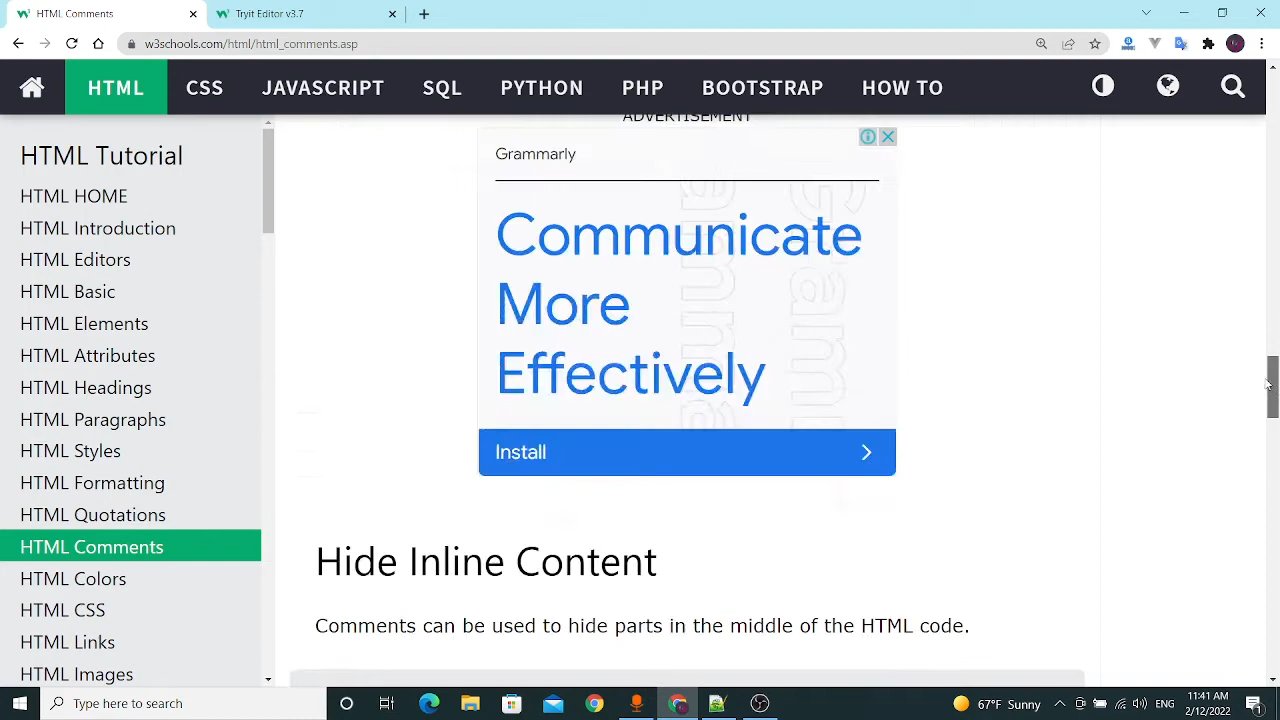 HTML Comments
Tryit Editor v3.7
w3schools.com/html/html_comments.asp
HTML
CSS
JAVASCRIPT
SQL
PYTHON
PHP
BOOTSTRAP
HOW TO
HTML Tutorial
HTML HOME
HTML Introduction
HTML Editors
HTML Basic
HTML Elements
HTML Attributes
HTML Headings
HTML Paragraphs
HTML Styles
HTML Formatting
HTML Quotations
HTML Comments
HTML Colors
HTML CSS
HTML Links
HTML Images
ADVERTISEMENT
Grammarly
Communicate
More
Effectively
Install
Hide Inline Content
Comments can be used to hide parts in the middle of the HTML code.
Type here to search
67°F Sunny
ENG
11:41 AM
2/12/2022